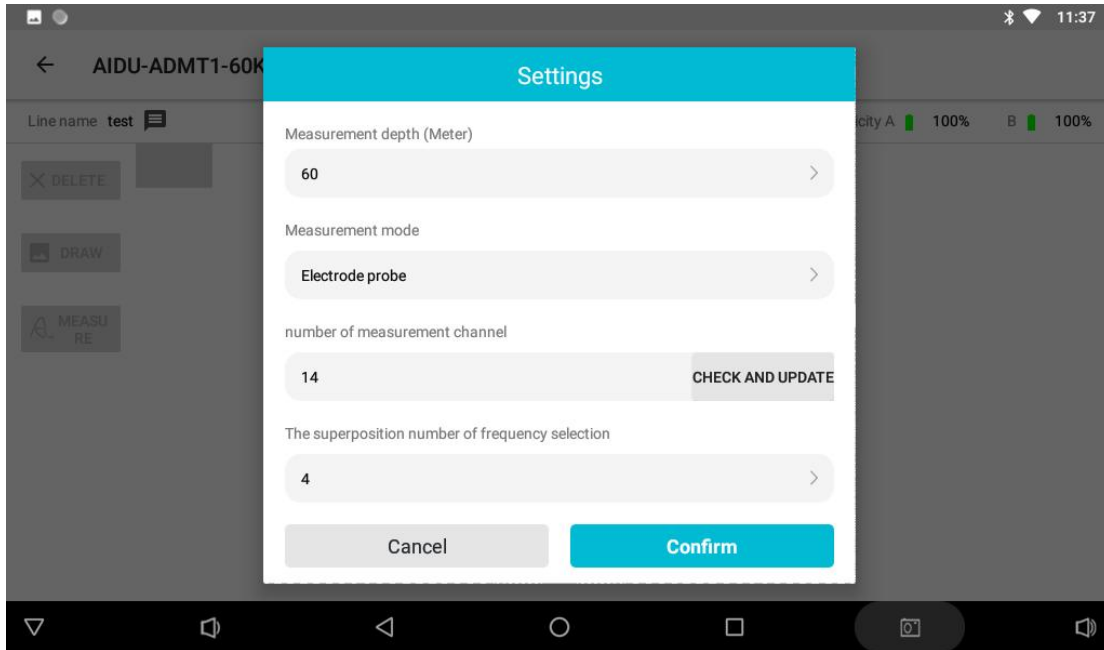 11:37
AIDU-ADMT1-60K
Settings
Line name test
icity A 100% B 100%
Measurement depth (Meter)
60
DELETE
Measurement mode
DRAW
Electrode probe
MEASU
RE
number of measurement channel
14 CHECK AND UPDATE
The superposition number of frequency selection
4
Cancel Confirm